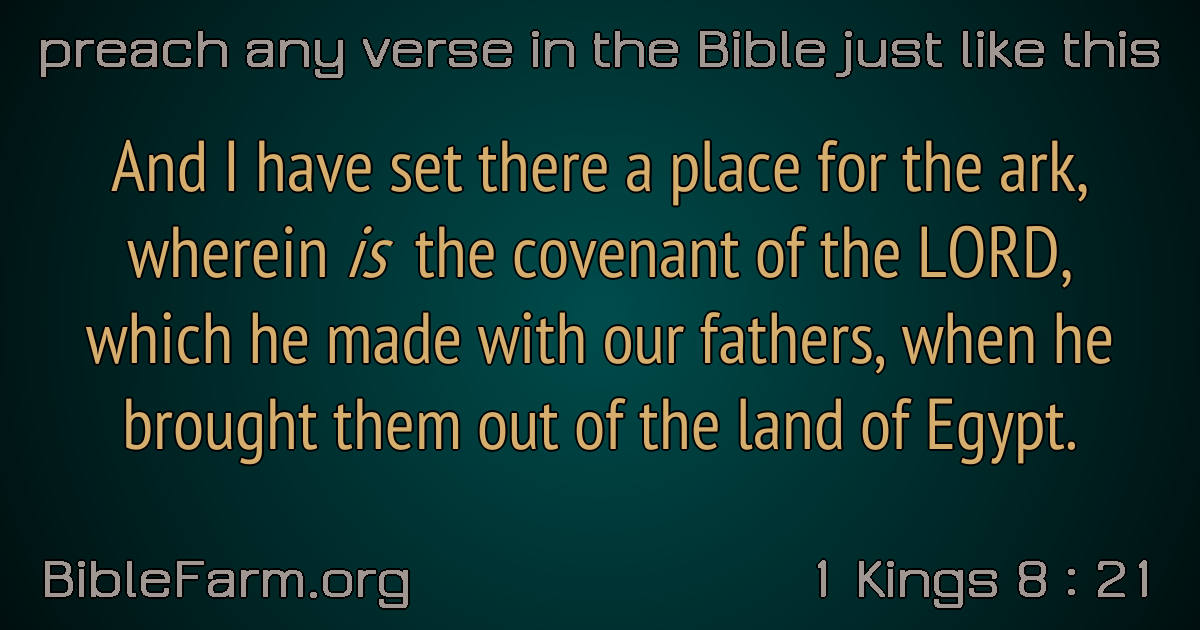 preach any verse in the Bible just like this
And I have set there a place for the ark,
wherein is the covenant of the LORD,
which he made with our fathers, when he
brought them out of the land of Egypt.
BibleFarm.org
1 Kings 8 : 21